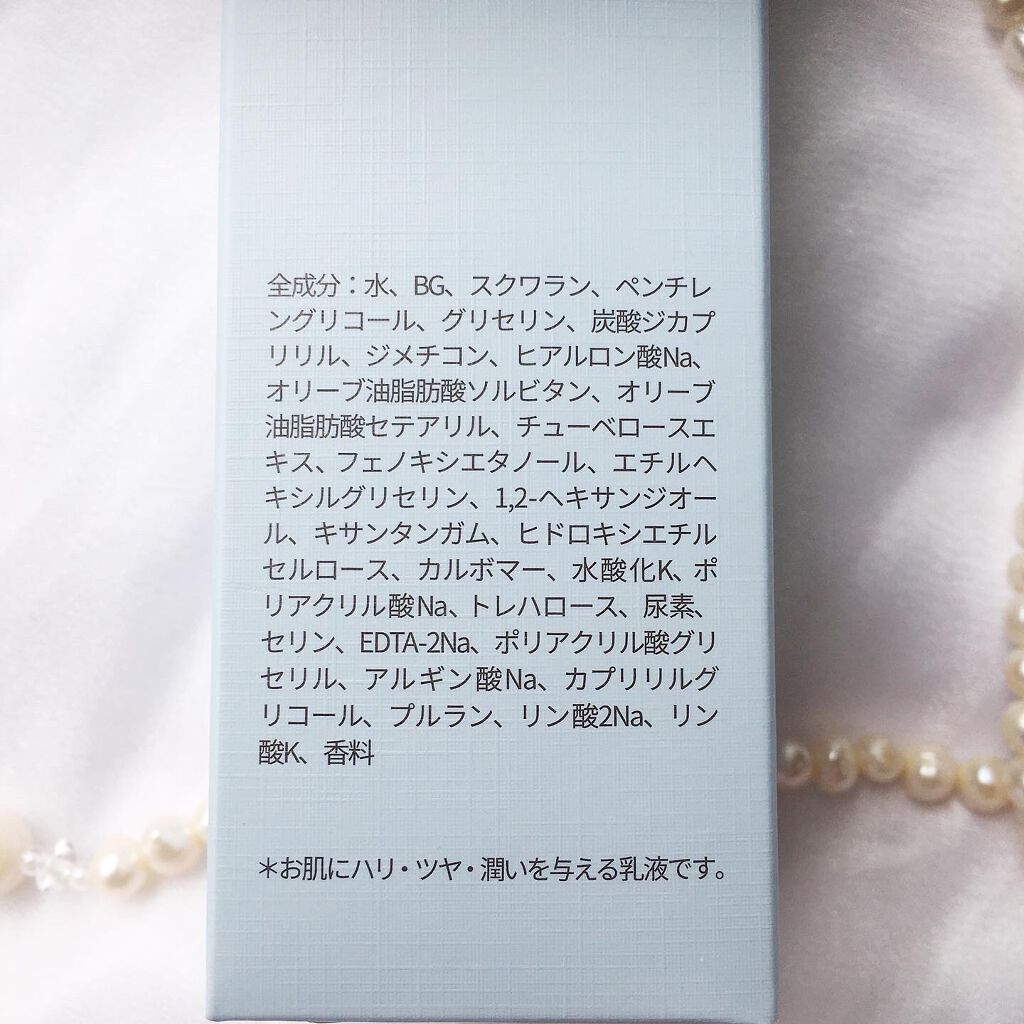 全成分：水、BG、スクワラン、ペンチレ
ングリコール、グリセリン、炭酸ジカプ
リリル、ジメチコン、ヒアルロン酸Na、
オリーブ油脂肪酸ソルビタン、オリーブ
油脂肪酸セテアリル、チューベロースエ
キス、フェノキシエタノール、エチルヘ
キシルグリセリン、1,2-ヘキサンジオー
ル、キサンタンガム、ヒドロキシエチル
セルロース、カルボマー、水酸化K、ポ
リアクリル酸Na、トレハロース、尿素、
セリン、EDTA-2Na、ポリアクリル酸グリ
セリル、アルギン酸Na、カプリリルグ
リコール、プルラン、リン酸2Na、リン
酸K、香料
＊お肌にハリ・ツヤ・潤いを与える乳液です。